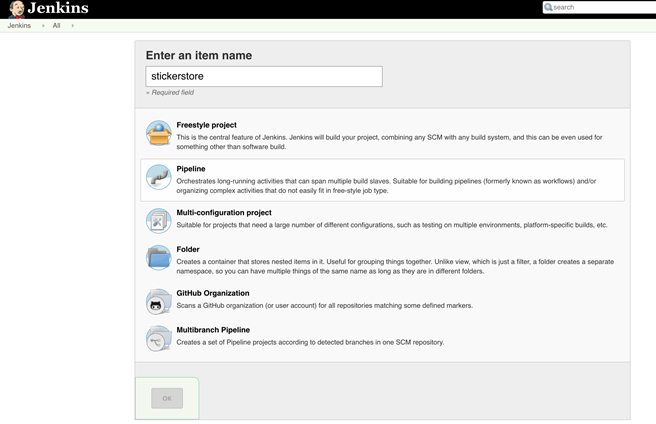 Jenkins
search
Jenkins
All
Enter an item name
stickerstore
» Required field
Freestyle project
This is the central feature of Jenkins. Jenkins will build your project, combining any SCM with any build system, and this can be even used for
something other than software build.
Pipeline
Orchestrates long-running activities that can span multiple build slaves. Suitable for building pipelines (formerly known as workflows) and/or
organizing complex activities that do not easily fit in free-style job type.
Multi-configuration project
Suitable for projects that need a large number of different configurations, such as testing on multiple environments, platform-specific builds, etc.
Folder
Creates a container that stores nested items in it. Useful for grouping things together. Unlike view, which is just a filter, a folder creates a separate
namespace, so you can have multiple things of the same name as long as they are in different folders.
GitHub Organization
Scans a GitHub organization (or user account) for all repositories matching some defined markers.
Multibranch Pipeline
Creates a set of Pipeline projects according to detected branches in one SCM repository.
OK